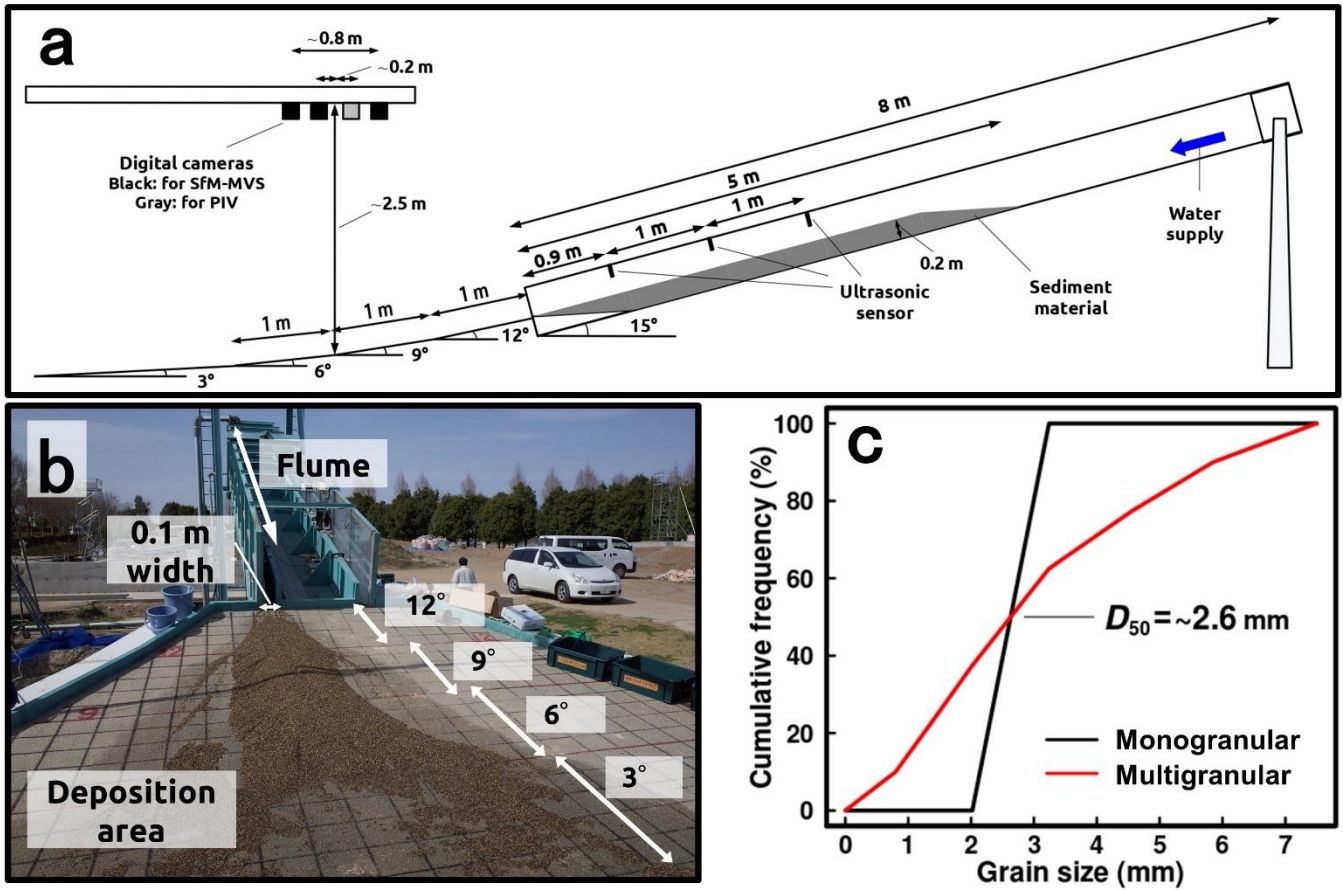 a
~0.8 m
~0.2 m
Digital cameras
Black: for SfM-MVS
Gray: for PIV
~2.5 m
8 m
5 m
1 m
1 m
0.9 m
1 m
1 m
1 m
0.2 m
Water
supply
Ultrasonic
sensor
Sediment
material
15°
12°
9°
6°
3°
b
Flume
0.1 m
width
12°
9°
6°
3°
Deposition
area
c
Cumulative frequency (%)
100
80
60
40
20
0
D50=~2.6 mm
Monogranular
Multigranular
0 1 2 3 4 5 6 7
Grain size (mm)